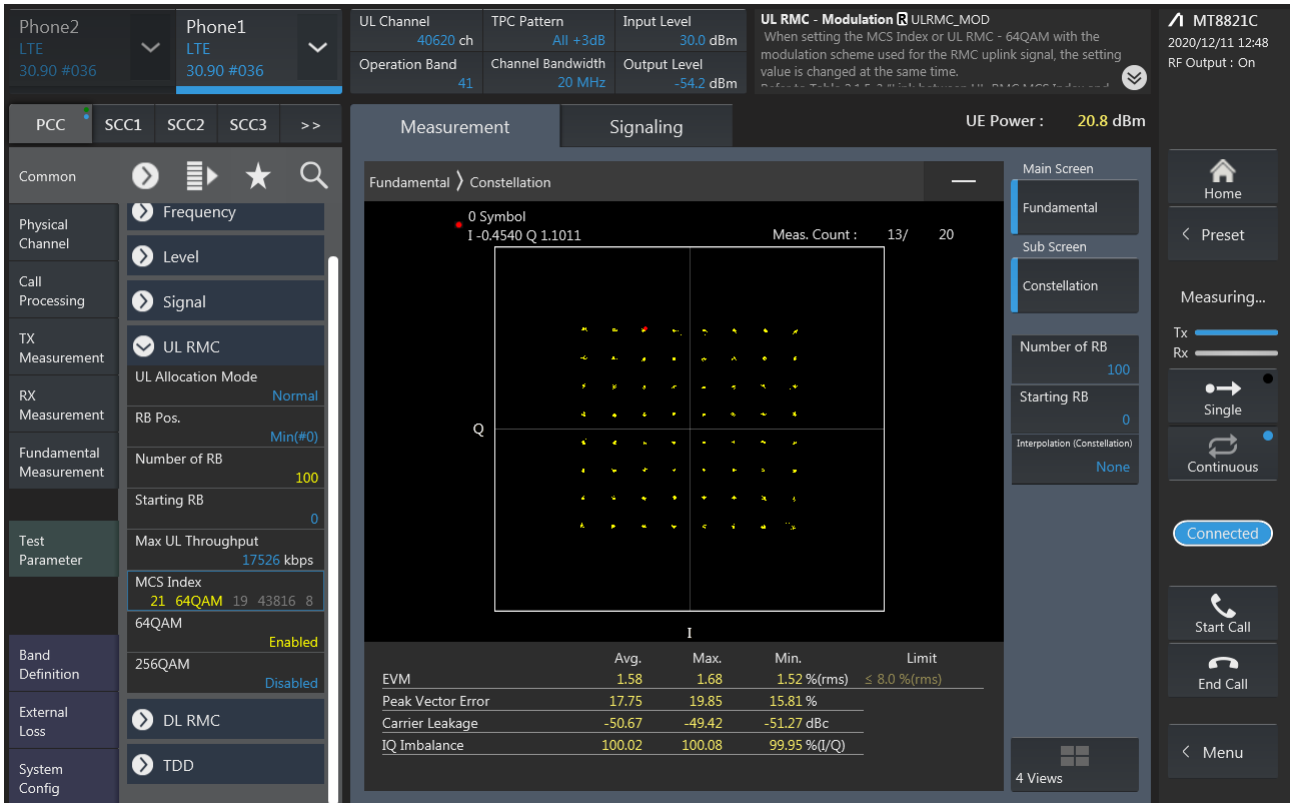 Phone2
LTE
30.90 #036
Phone1
LTE
30.90 #036
UL Channel
40620 ch
TPC Pattern
All +3dB
Input Level
30.0 dBm
Operation Band
41
Channel Bandwidth
20 MHz
Output Level
-54.2 dBm
UL RMC - Modulation R ULRMC_MOD
When setting the MCS Index or UL RMC - 64QAM with the
modulation scheme used for the RMC uplink signal, the setting
value is changed at the same time.
MT8821C
2020/12/11 12:48
RF Output : On
PCC
SCC1
SCC2
SCC3
>>
Measurement
Signaling
UE Power : 20.8 dBm
Common
Physical
Channel
Call
Processing
TX
Measurement
RX
Measurement
Fundamental
Measurement
Test
Parameter
Band
Definition
External
Loss
System
Config
Frequency
Level
Signal
UL RMC
UL Allocation Mode
Normal
RB Pos.
Min(#0)
Number of RB
100
Starting RB
0
Max UL Throughput
17526 kbps
MCS Index
21 64QAM 19 43816 8
64QAM
Enabled
256QAM
Disabled
DL RMC
TDD
Fundamental 〉 Constellation
0 Symbol
I -0.4540 Q 1.1011
Meas. Count : 13/ 20
Q
I
Avg. Max. Min. Limit
EVM 1.58 1.68 1.52 %(rms) ≤ 8.0 %(rms)
Peak Vector Error 17.75 19.85 15.81 %
Carrier Leakage -50.67 -49.42 -51.27 dBc
IQ Imbalance 100.02 100.08 99.95 %(I/Q)
Main Screen
Fundamental
Sub Screen
Constellation
Number of RB
100
Starting RB
0
Interpolation (Constellation)
None
4 Views
Home
< Preset
Measuring...
Tx
Rx
Single
Continuous
Connected
Start Call
End Call
< Menu